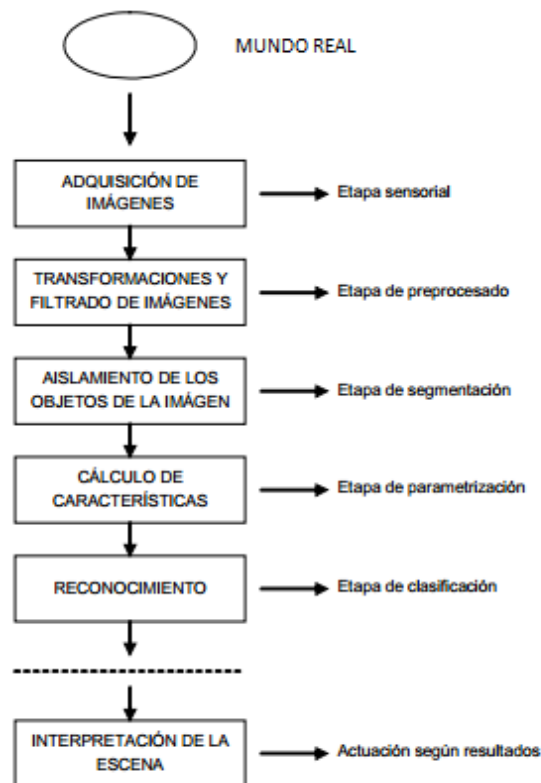 MUNDO REAL
ADQUISICIÓN DE
IMÁGENES
Etapa sensorial
TRANSFORMACIONES Y
FILTRADO DE IMÁGENES
Etapa de preprocesado
AISLAMIENTO DE LOS
OBJETOS DE LA IMÁGEN
Etapa de segmentación
CÁLCULO DE
CARACTERÍSTICAS
Etapa de parametrización
RECONOCIMIENTO
Etapa de clasificación
INTERPRETACIÓN DE LA
ESCENA
Actuación según resultados